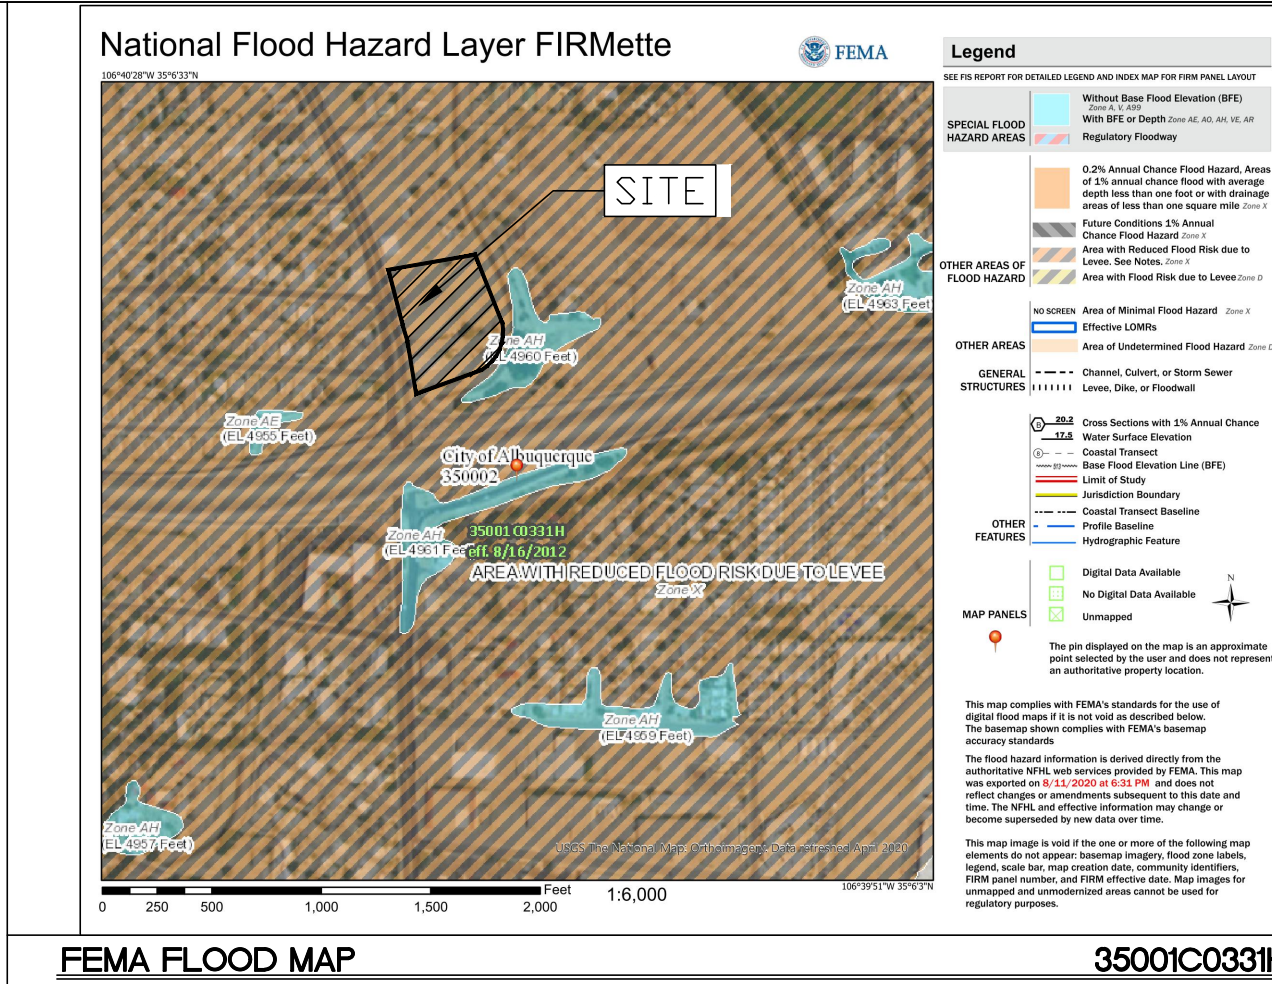 National Flood Hazard Layer FIRMette
FEMA
106°40'28"W 35°6'33"N
SITE
Zone AH
(EL 4963 Feet)
Zone AH
(EL 4960 Feet)
Zone AE
(EL 4955 Feet)
City of Albuquerque
350002
Zone AH
(EL 4961 Feet
35001C0331H
eff. 8/16/2012
AREA WITH REDUCED FLOOD RISK DUE TO LEVEE
Zone X
Zone AH
(EL 4959 Feet)
Zone AH
(EL 4957 Feet)
USGS The National Map: Orthoimagery. Data refreshed April 2020
Feet
1:6,000
106°39'51"W 35°6'3"N
0 250 500 1,000 1,500 2,000
Legend
SEE FIS REPORT FOR DETAILED LEGEND AND INDEX MAP FOR FIRM PANEL LAYOUT
SPECIAL FLOOD
HAZARD AREAS
Without Base Flood Elevation (BFE)
Zone A, V, A99
With BFE or Depth Zone AE, AO, AH, VE, AR
Regulatory Floodway
OTHER AREAS OF
FLOOD HAZARD
0.2% Annual Chance Flood Hazard, Areas
of 1% annual chance flood with average
depth less than one foot or with drainage
areas of less than one square mile Zone X
Future Conditions 1% Annual
Chance Flood Hazard Zone X
Area with Reduced Flood Risk due to
Levee. See Notes. Zone X
Area with Flood Risk due to Levee Zone D
OTHER AREAS
NO SCREEN Area of Minimal Flood Hazard Zone X
Effective LOMRs
Area of Undetermined Flood Hazard Zone D
GENERAL
STRUCTURES
Channel, Culvert, or Storm Sewer
Levee, Dike, or Floodwall
OTHER
FEATURES
B 20.2 Cross Sections with 1% Annual Chance
17.5 Water Surface Elevation
8 Coastal Transect
513 Base Flood Elevation Line (BFE)
Limit of Study
Jurisdiction Boundary
Coastal Transect Baseline
Profile Baseline
Hydrographic Feature
MAP PANELS
Digital Data Available
No Digital Data Available
Unmapped
N
The pin displayed on the map is an approximate
point selected by the user and does not represent
an authoritative property location.
This map complies with FEMA's standards for the use of
digital flood maps if it is not void as described below.
The basemap shown complies with FEMA's basemap
accuracy standards
The flood hazard information is derived directly from the
authoritative NFHL web services provided by FEMA. This map
was exported on 8/11/2020 at 6:31 PM and does not
reflect changes or amendments subsequent to this date and
time. The NFHL and effective information may change or
become superseded by new data over time.
This map image is void if the one or more of the following map
elements do not appear: basemap imagery, flood zone labels,
legend, scale bar, map creation date, community identifiers,
FIRM panel number, and FIRM effective date. Map images for
unmapped and unmodernized areas cannot be used for
regulatory purposes.
FEMA FLOOD MAP
35001C0331H